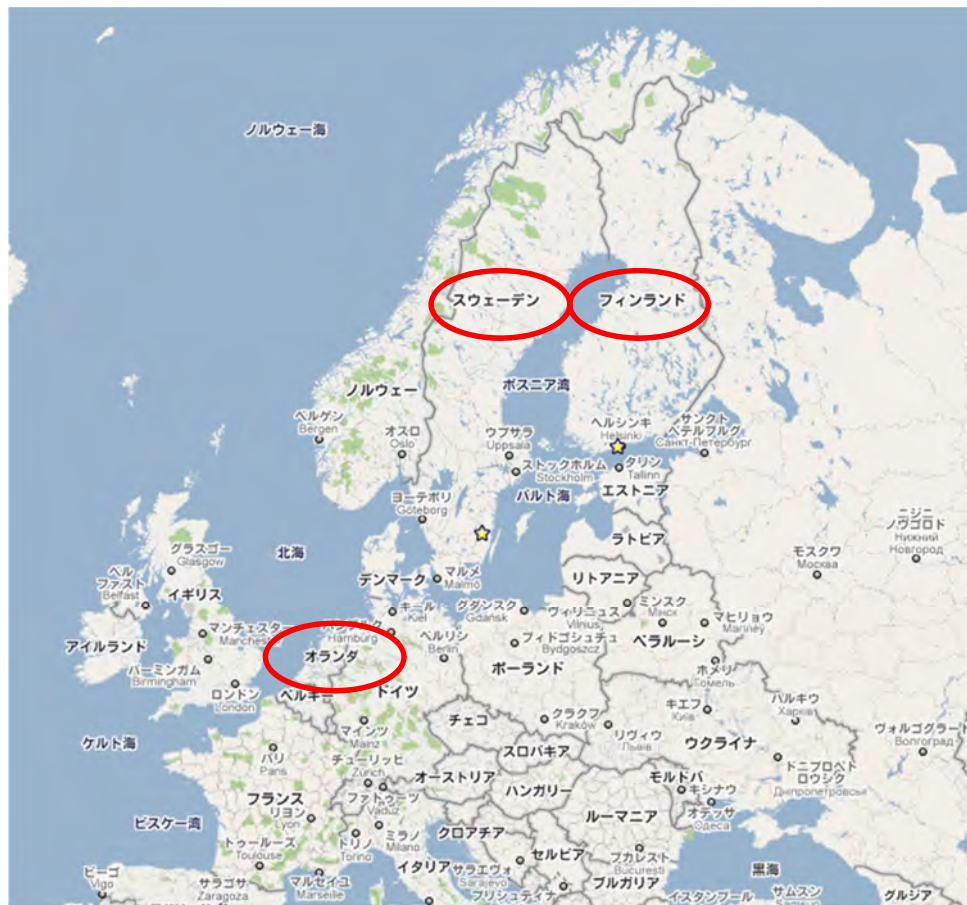 ノルウェー海
スウェーデン
フィンランド
ノルウェー
ボスニア湾
ベルゲン
Bergen
オスロ
Oslo
ウプサラ
Uppsala
ヘルシンキ
Helsinki
サンクト
ペテルブルグ
Санкт-Петербург
ストックホルム
Stockholm
タリン
Tallinn
ヨーテボリ
Göteborg
バルト海
エストニア
ニジニ
ノヴゴロド
Нижний
Новгород
グラスゴー
Glasgow
北海
ラトビア
モスクワ
Москва
ベル
ファスト
Belfast
イギリス
デンマーク
マルメ
Malmö
リトアニア
キール
Kiel
グダンスク
Gdańsk
ヴィリニュス
Vilnius
ミンスク
Мінск
マヒリョウ
Mariney
アイルランド
マンチェスター
Manchester
Hamburg
ベルリン
Berlin
ブィドゴシュチュ
Bydgoszcz
ベラルーシ
オランダ
バーミンガム
Birmingham
ポーランド
ホメリ
Гомель
ロンドン
London
ベルギー
ドイツ
キエフ
Київ
ハルキウ
Харків
チェコ
クラクフ
Kraków
リヴィウ
Львів
ウクライナ
ヴォルゴグラード
Волгоград
ケルト海
パリ
Paris
マインツ
Mainz
スロバキア
ドニプロペトロウシク
Дніпропетровськ
チューリッヒ
Zürich
オーストリア
ハンガリー
モルドバ
キシナウ
フランス
ファドゥーツ
Vaduz
ルーマニア
オデッサ
Одеса
リヨン
Lyon
ビスケー湾
トリノ
Torino
ミラノ
Milano
クロアチア
トゥールーズ
Toulouse
セルビア
ブカレスト
București
黒海
ビーゴ
Vigo
サラゴサ
Zaragoza
マルセイユ
Marseille
イタリア
サラエヴォ
Sarajevo
ブルガリア
イスタンブール
サムスン
グルジア
プリシュティナ